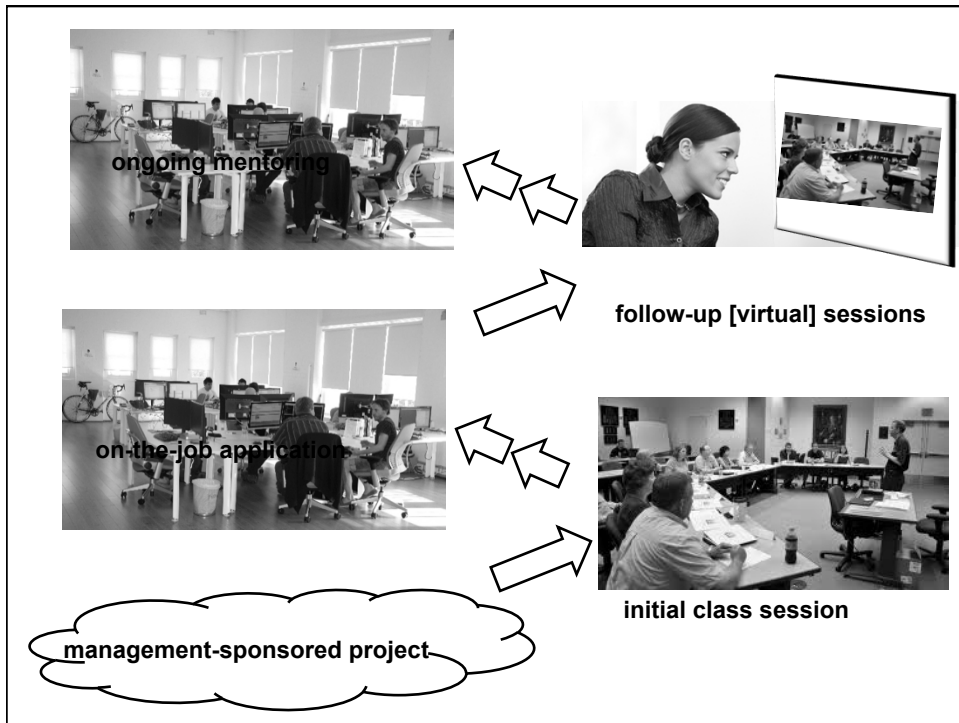 ongoing mentoring
follow-up [virtual] sessions
on-the-job application
initial class session
management-sponsored project